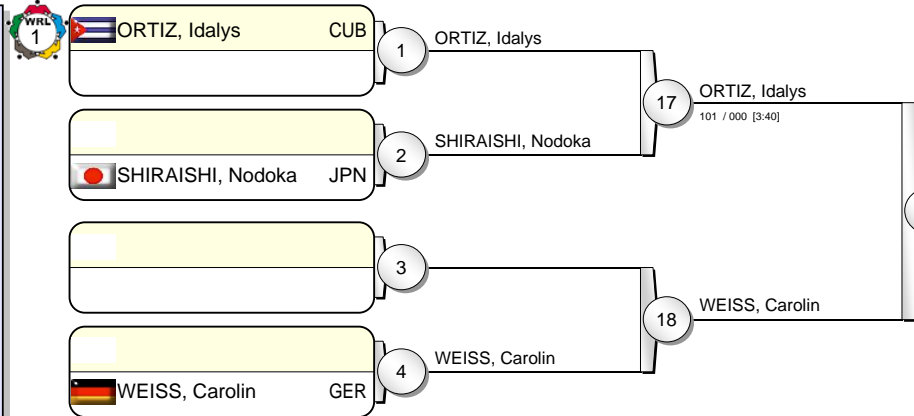 WRL
1
ORTIZ, Idalys CUB
1
ORTIZ, Idalys
17
ORTIZ, Idalys
101 / 000 [3:40]
2
SHIRAISHI, Nodoka
SHIRAISHI, Nodoka JPN
3
18
WEISS, Carolin
4
WEISS, Carolin
WEISS, Carolin GER